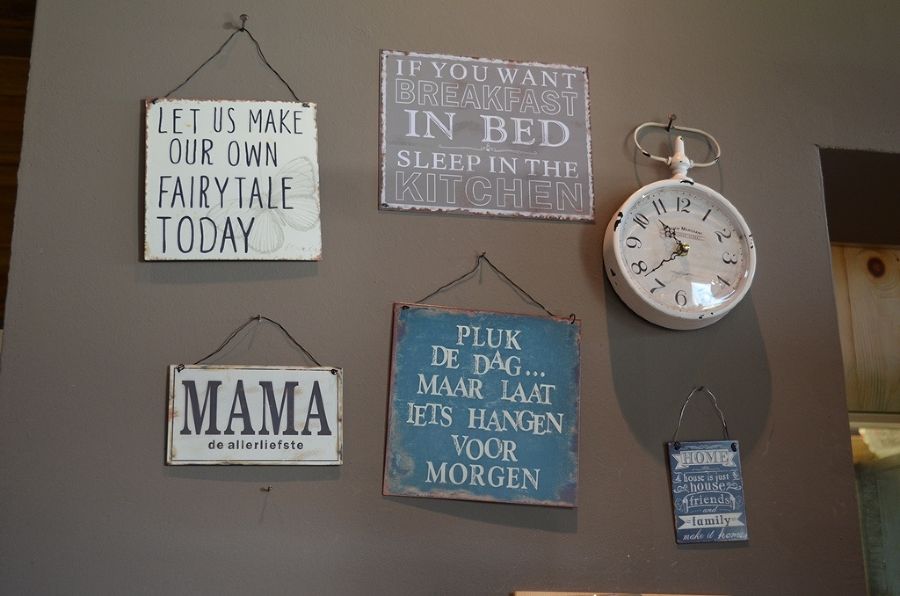 LET US MAKE
OUR OWN
FAIRYTALE
TODAY
IF YOU WANT
BREAKFAST
IN BED
SLEEP IN THE
KITCHEN
12
1
2
3
4
5
6
7
8
9
10
11
MAMA
de allerliefste
PLUK
DE DAG...
MAAR LAAT
IETS HANGEN
VOOR
MORGEN
HOME
house is just
house
friends
and
family
make it home